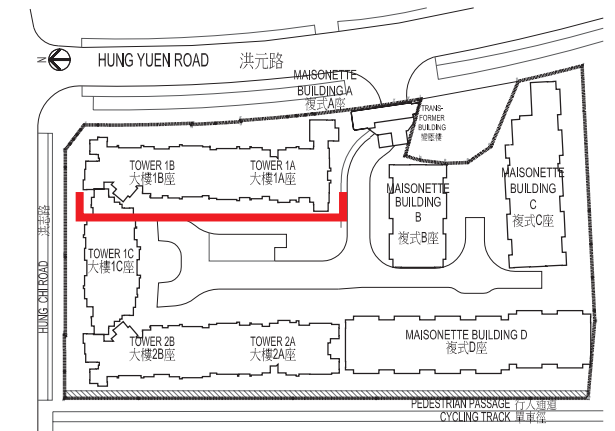 N
HUNG YUEN ROAD 洪元路
MAISONETTE
BUILDING A
複式A座
TRANS-
FORMER
BUILDING
變壓樓
TOWER 1B
大樓1B座
TOWER 1A
大樓1A座
MAISONETTE
BUILDING
B
複式B座
MAISONETTE
BUILDING
C
複式C座
HUNG CHI ROAD 洪志路
TOWER 1C
大樓1C座
TOWER 2B
大樓2B座
TOWER 2A
大樓2A座
MAISONETTE BUILDING D
複式D座
PEDESTRIAN PASSAGE 行人通道
CYCLING TRACK 單車徑